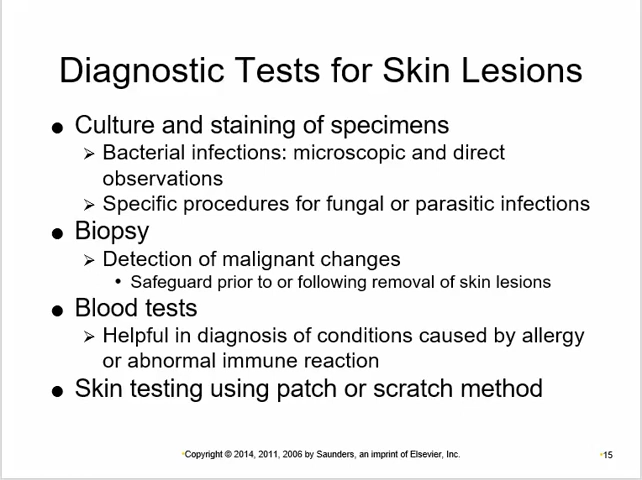 Diagnostic Tests for Skin Lesions
● Culture and staining of specimens
➢ Bacterial infections: microscopic and direct
observations
➢ Specific procedures for fungal or parasitic infections
● Biopsy
➢ Detection of malignant changes
• Safeguard prior to or following removal of skin lesions
● Blood tests
➢ Helpful in diagnosis of conditions caused by allergy
or abnormal immune reaction
● Skin testing using patch or scratch method
•Copyright © 2014, 2011, 2006 by Saunders, an imprint of Elsevier, Inc.
•15